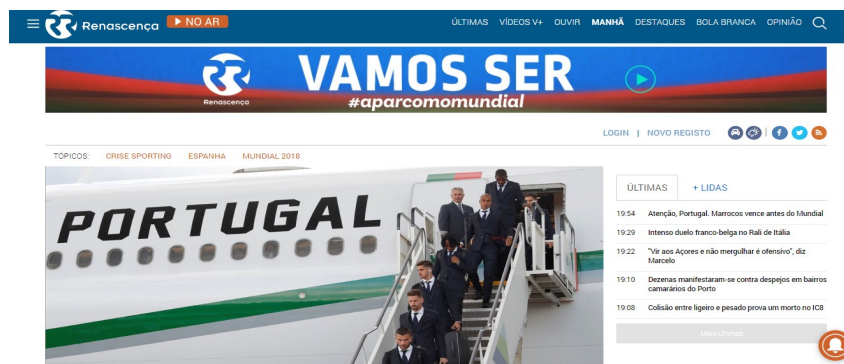 Renascença NO AR ÚLTIMAS VÍDEOS V+ OUVIR MANHÃ DESTAQUES BOLA BRANCA OPINIÃO
Renascença
VAMOS SER
#aparcomomundial
LOGIN | NOVO REGISTO
TÓPICOS: CRISE SPORTING ESPANHA MUNDIAL 2018
PORTUGAL
ÚLTIMAS + LIDAS
19:54 Atenção, Portugal. Marrocos vence antes do Mundial
19:29 Intenso duelo franco-belga no Rali de Itália
19:22 "Vir aos Açores e não mergulhar é ofensivo", diz
Marcelo
19:10 Dezenas manifestaram-se contra despejos em bairros
camarários do Porto
19:08 Colisão entre ligeiro e pesado prova um morto no IC8
Mais Últimas